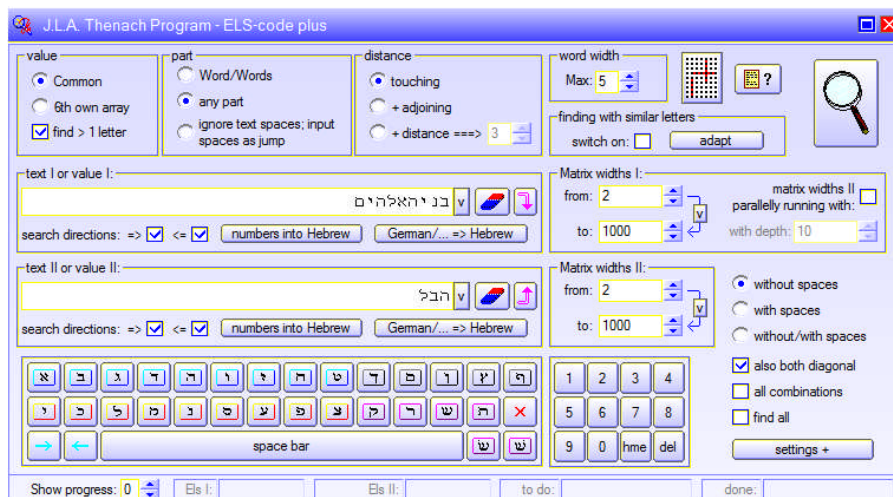 J.L.A. Thenach Program - ELS-code plus
value
Common
6th own array
find > 1 letter
part
Word/Words
any part
ignore text spaces; input
spaces as jump
distance
touching
+ adjoining
+ distance ===> 3
word width
Max: 5
?
finding with similar letters
switch on:
adapt
text I or value I:
בני יהאלהים
v
search directions: => <=
numbers into Hebrew
German/... => Hebrew
Matrix widths I:
from: 2
v
to: 1000
matrix widths II
parallelly running with:
with depth: 10
text II or value II:
הבל
v
search directions: => <=
numbers into Hebrew
German/... => Hebrew
Matrix widths II:
from: 2
v
to: 1000
without spaces
with spaces
without/with spaces
also both diagonal
all combinations
find all
settings +
א ב ג ד ה ו ז ח ט ך ם ן ץ ף
י כ ל מ נ ס ע פ צ ק ר ש ת ×
→ ← space bar שׂ שׁ
1 2 3 4
5 6 7 8
9 0 hme del
Show progress: 0
Els I:
Els II:
to do:
done: